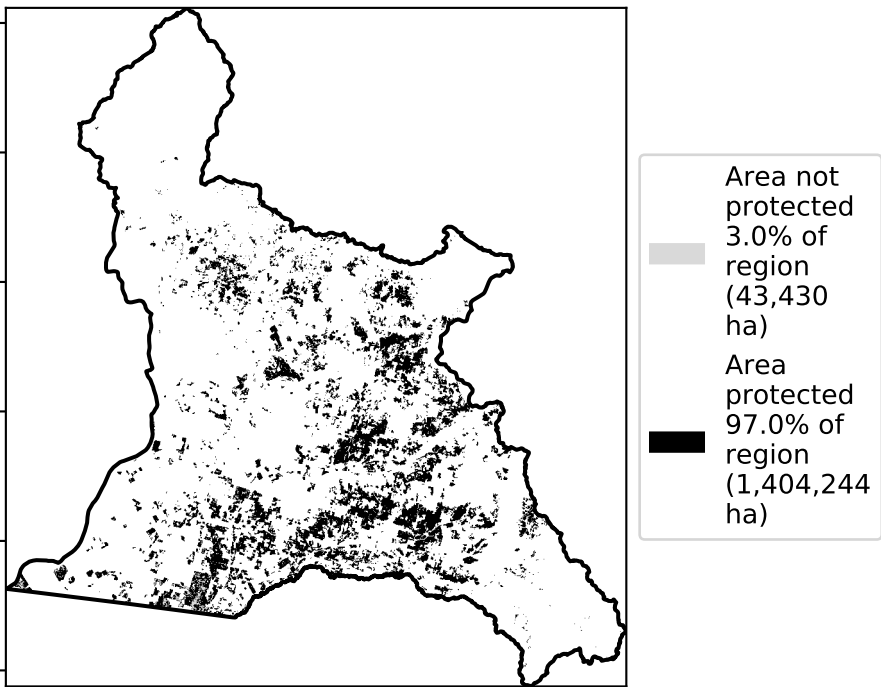 Area not
protected
3.0% of
region
(43,430
ha)
Area
protected
97.0% of
region
(1,404,244
ha)